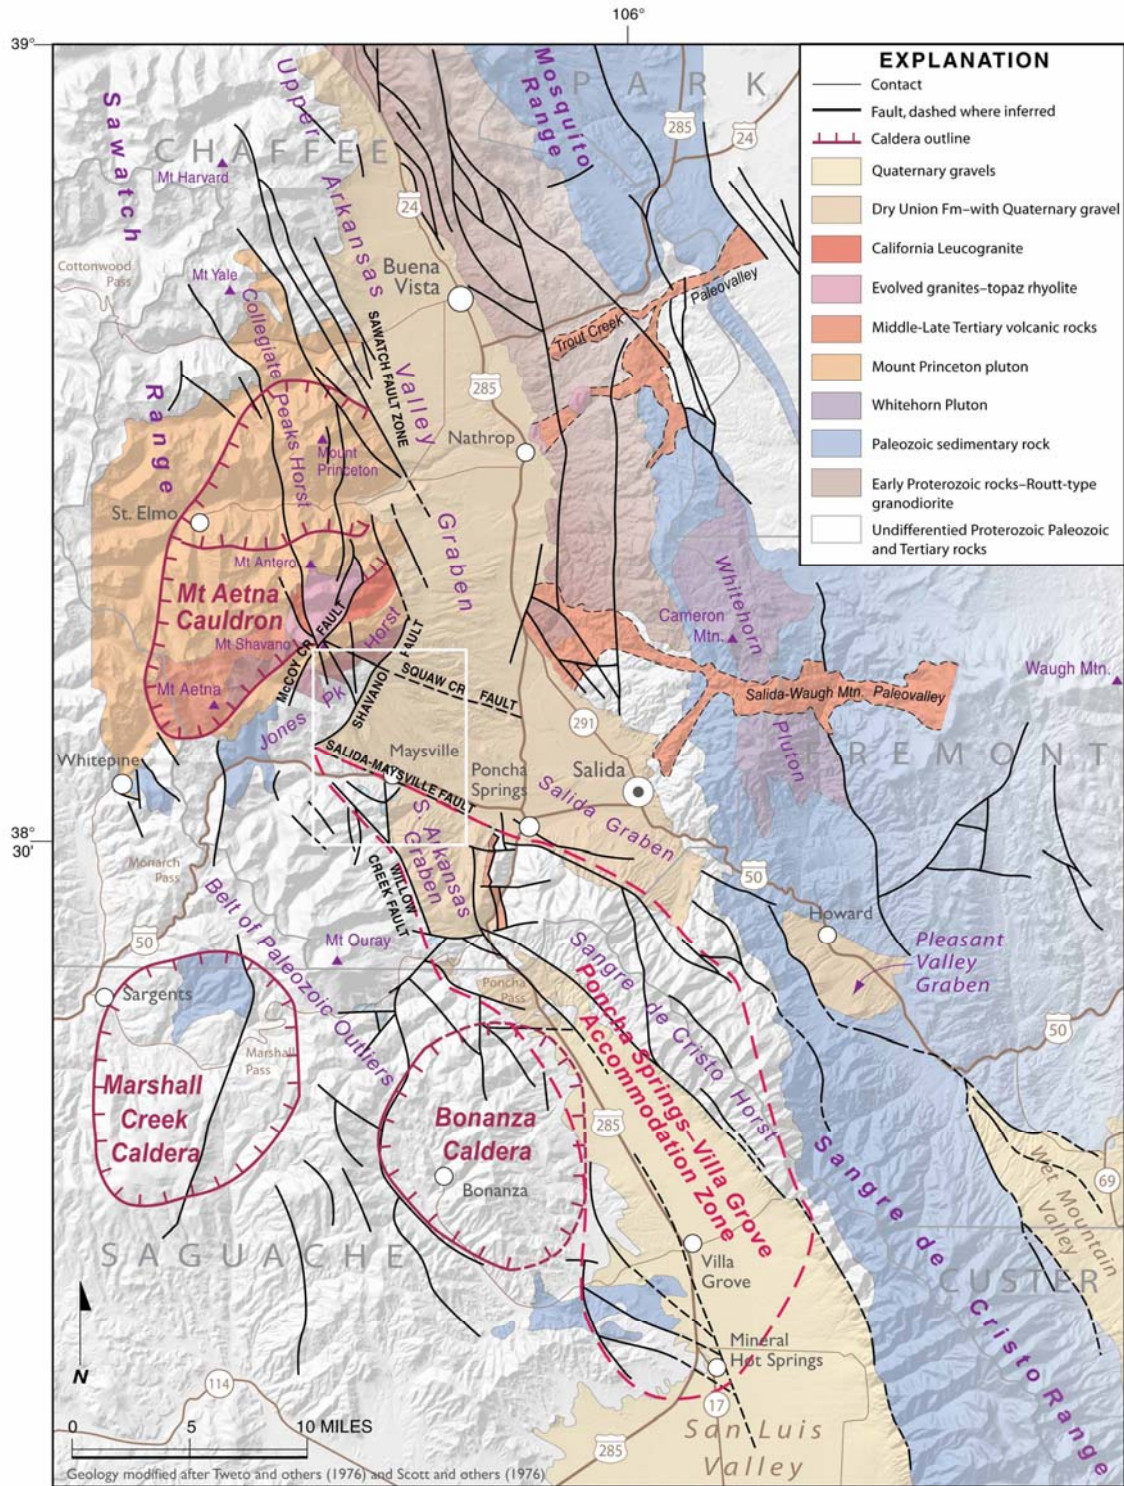 106°
39°
EXPLANATION
Contact
Fault, dashed where inferred
Caldera outline
Quaternary gravels
Dry Union Fm–with Quaternary gravel
California Leucogranite
Evolved granites–topaz rhyolite
Middle-Late Tertiary volcanic rocks
Mount Princeton pluton
Whitehorn Pluton
Paleozoic sedimentary rock
Early Proterozoic rocks–Routt-type
granodiorite
Undifferentied Proterozoic Paleozoic
and Tertiary rocks
Sawatch
Range
CHAFFEE
PARK
Mosquito
Range
Upper Arkansas Valley Graben
285
24
24
Mt Harvard
Cottonwood
Pass
Mt Yale
Buena
Vista
Collegiate Peaks Horst
SAWATCH FAULT ZONE
Trout Creek Paleovalley
285
Nathrop
Mount
Princeton
St. Elmo
Mt Antero
Mt Aetna
Cauldron
Mt Shavano
Mt Aetna
McCOY CR. FAULT
Jones Pk Horst
SHAVANO FAULT
SQUAW CR FAULT
Whitehorn
Pluton
Cameron
Mtn.
Waugh Mtn.
Salida-Waugh Mtn. Paleovalley
FREMONT
291
Whitepine
Maysville
SALIDA-MAYSVILLE FAULT
Poncha
Springs
Salida
Salida Graben
38°
30'
S. Arkansas
Graben
WILLOW
CREEK FAULT
Monarch
Pass
50
50
Howard
Pleasant
Valley
Graben
50
Belt of Paleozoic Outliers
Mt Ouray
Sargents
Marshall
Pass
Poncha
Pass
Sangre de Cristo Horst
Poncha Springs–Villa Grove
Accommodation Zone
Marshall
Creek
Caldera
Bonanza
Caldera
Bonanza
285
Sangre de Cristo Range
Wet Mountain
Valley
69
SAGUACHE
CUSTER
Villa
Grove
Mineral
Hot Springs
17
N
114
0 5 10 MILES
285
San Luis
Valley
Geology modified after Tweto and others (1976) and Scott and others (1976)